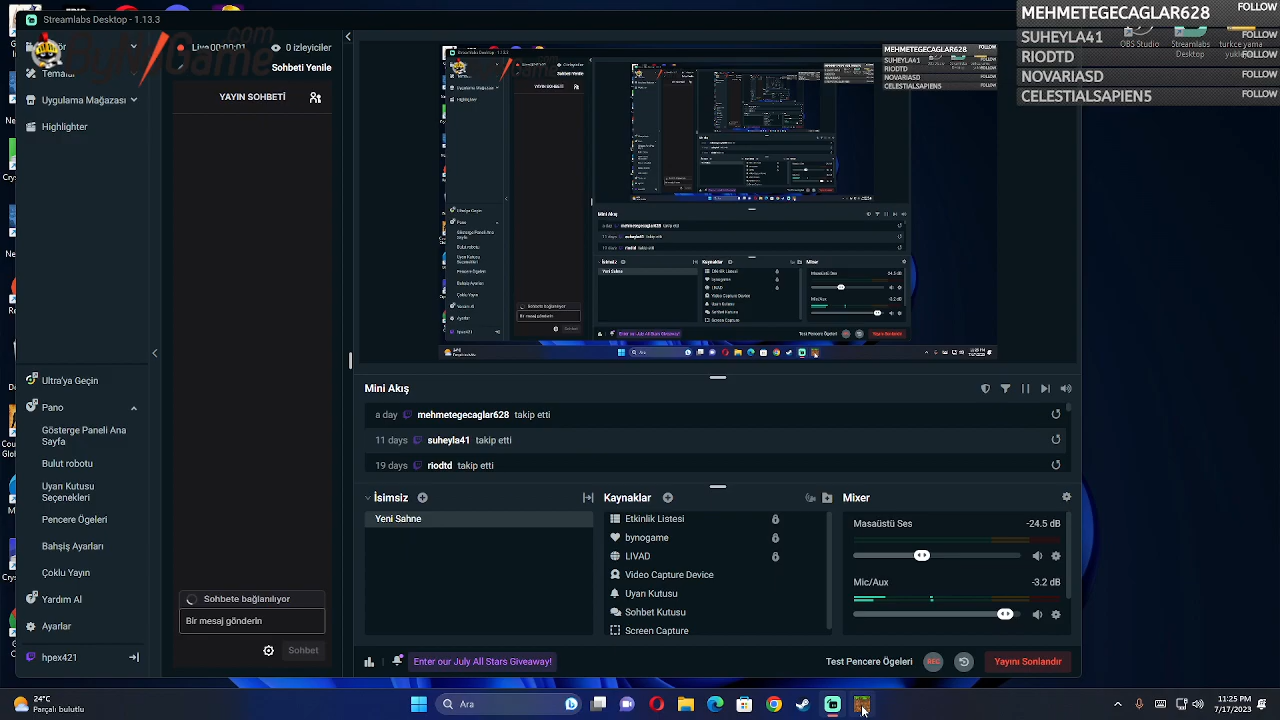 Streamlabs Desktop - 1.13.3
Temalar
Uygulama Mağazası
Highlighter
Live 00:00:01
0 izleyiciler
Sohbeti Yenile
YAYIN SOHBETİ
Ultra'ya Geçin
Pano
Gösterge Paneli Ana
Sayfa
Bulut robotu
Uyarı Kutusu
Seçenekleri
Pencere Ögeleri
Bahşiş Ayarları
Çoklu Yayın
Yardım Al
Ayarlar
hpex421
Sohbete bağlanılıyor
Bir mesaj gönderin
Sohbet
MEHMETEGECAGLAR628 FOLLOW
SUHEYLA41 FOLLOW
RIODTD FOLLOW
NOVARIASD FOLLOW
CELESTIALSAPIEN5 FOLLOW
Mini Akış
a day mehmetegecaglar628 takip etti
11 days suheyla41 takip etti
19 days riodtd takip etti
İsimsiz
Yeni Sahne
Kaynaklar
Etkinlik Listesi
bynogame
LIVAD
Video Capture Device
Uyarı Kutusu
Sohbet Kutusu
Screen Capture
Mixer
Masaüstü Ses -24.5 dB
Mic/Aux -3.2 dB
Enter our July All Stars Giveaway!
Test Pencere Ögeleri
REC
Yayını Sonlandır
24°C
Parçalı bulutlu
Ara
11:25 PM
7/17/2023